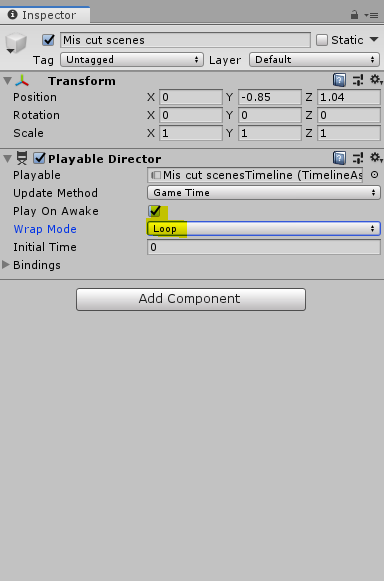 Inspector
Mis cut scenes Static
Tag Untagged Layer Default
Transform
Position X 0 Y -0.85 Z 1.04
Rotation X 0 Y 0 Z 0
Scale X 1 Y 1 Z 1
Playable Director
Playable Mis cut scenesTimeline (TimelineAs
Update Method Game Time
Play On Awake
Wrap Mode Loop
Initial Time 0
Bindings
Add Component